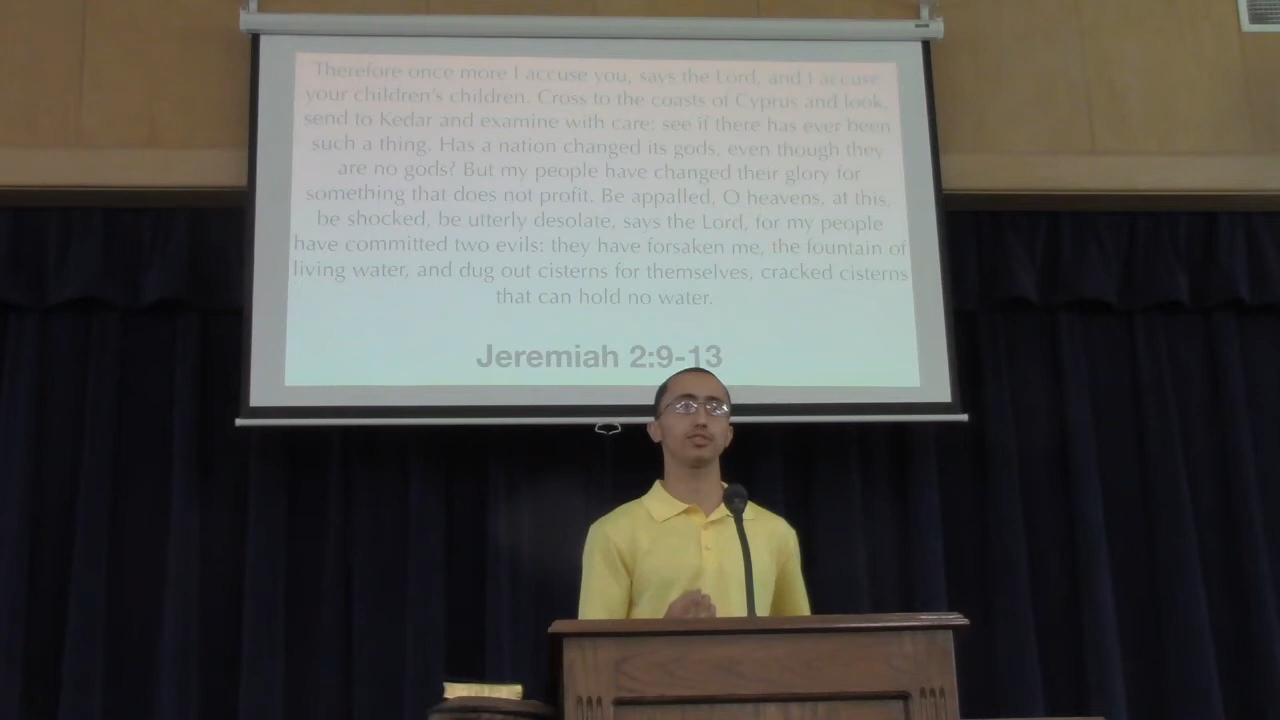 Therefore once more I accuse you, says the Lord, and I accuse
your children's children. Cross to the coasts of Cyprus and look,
send to Kedar and examine with care; see if there has ever been
such a thing. Has a nation changed its gods, even though they
are no gods? But my people have changed their glory for
something that does not profit. Be appalled, O heavens, at this,
be shocked, be utterly desolate, says the Lord, for my people
have committed two evils: they have forsaken me, the fountain of
living water, and dug out cisterns for themselves, cracked cisterns
that can hold no water.
Jeremiah 2:9-13